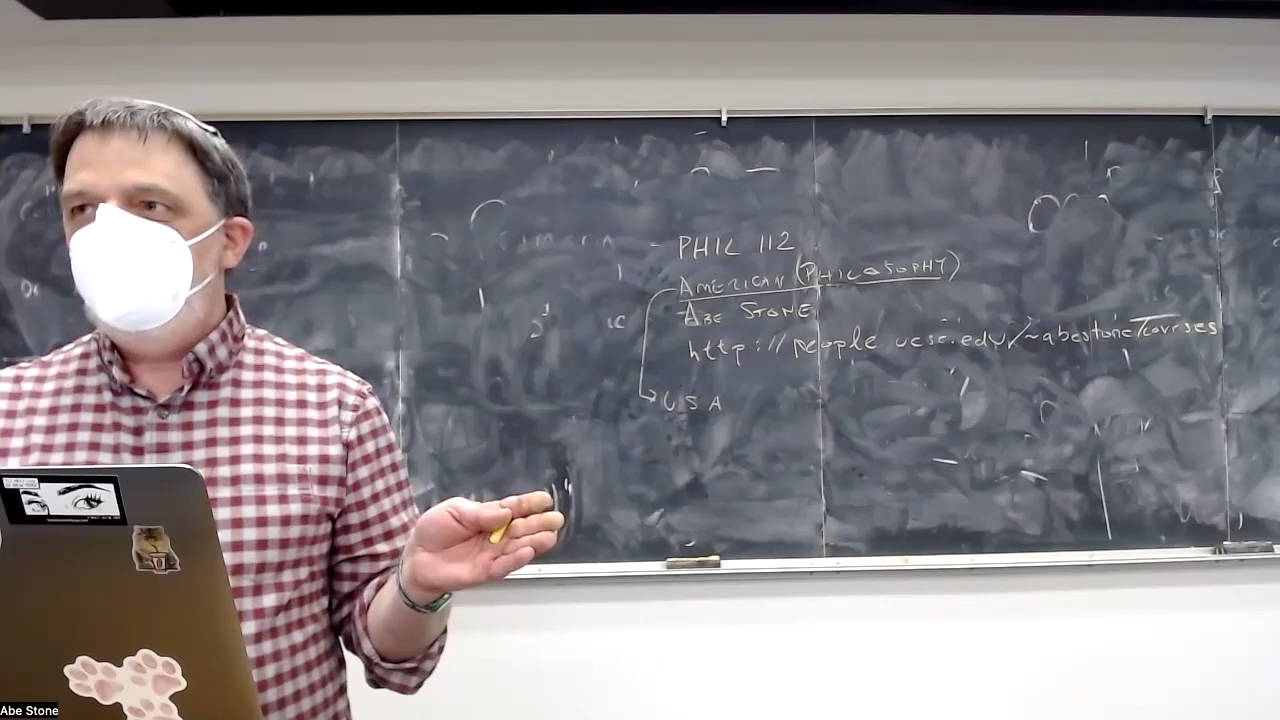 PHIL 112
AMERICAN (PHILOSOPHY)
ABE STONE
http://people.ucsc.edu/~abestone/courses
USA
Abe Stone